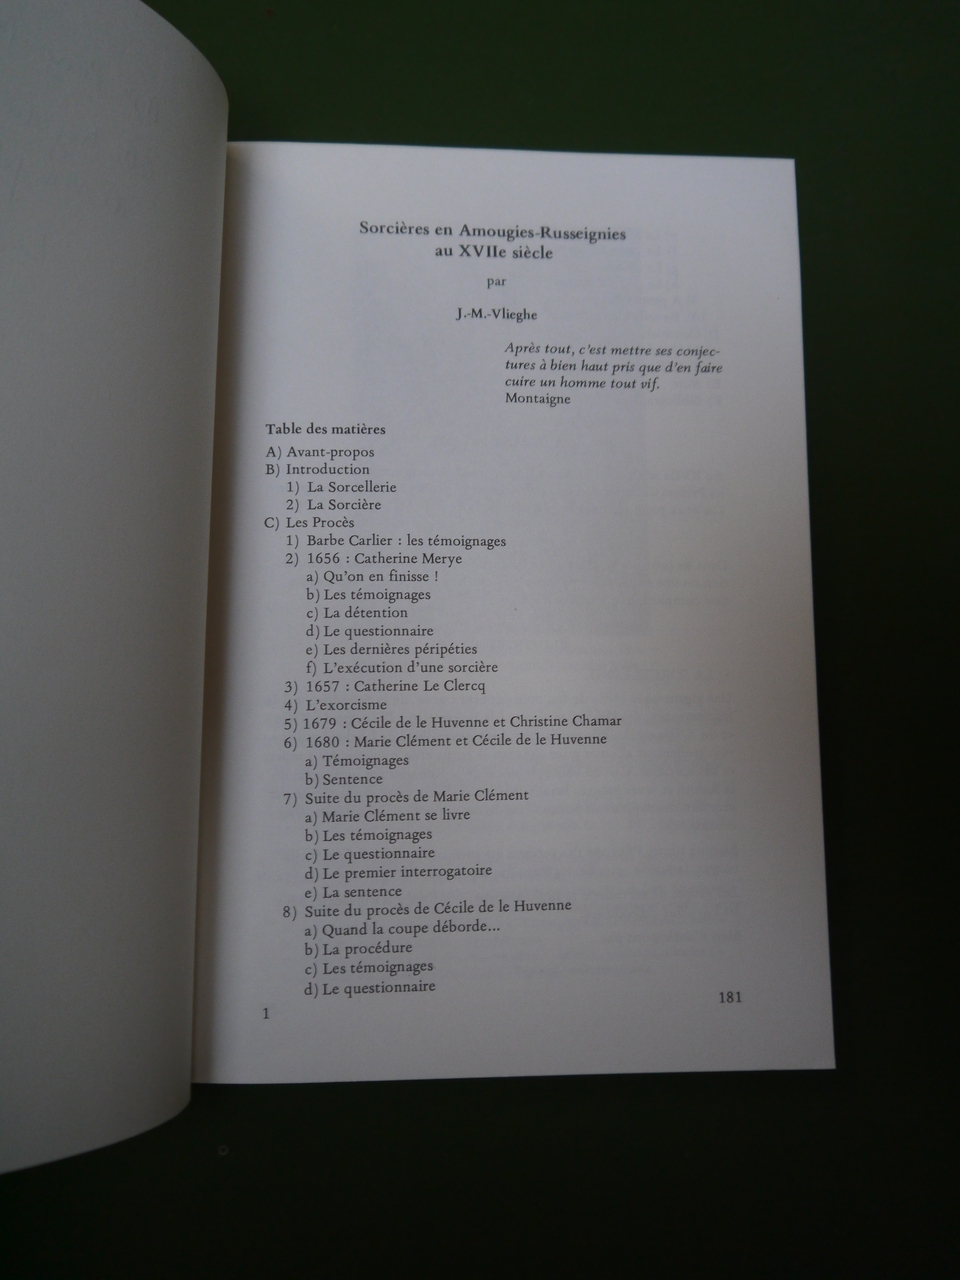 Sorcières en Amougies-Russeignies
au XVIIe siècle
par
J.-M.-Vlieghe
Après tout, c'est mettre ses conjec-
tures à bien haut pris que d'en faire
cuire un homme tout vif.
Montaigne
Table des matières
A) Avant-propos
B) Introduction
1) La Sorcellerie
2) La Sorcière
C) Les Procès
1) Barbe Carlier : les témoignages
2) 1656 : Catherine Merye
a) Qu'on en finisse !
b) Les témoignages
c) La détention
d) Le questionnaire
e) Les dernières péripéties
f) L'exécution d'une sorcière
3) 1657 : Catherine Le Clercq
4) L'exorcisme
5) 1679 : Cécile de le Huvenne et Christine Chamar
6) 1680 : Marie Clément et Cécile de le Huvenne
a) Témoignages
b) Sentence
7) Suite du procès de Marie Clément
a) Marie Clément se livre
b) Les témoignages
c) Le questionnaire
d) Le premier interrogatoire
e) La sentence
8) Suite du procès de Cécile de le Huvenne
a) Quand la coupe déborde...
b) La procédure
c) Les témoignages
d) Le questionnaire
181
1